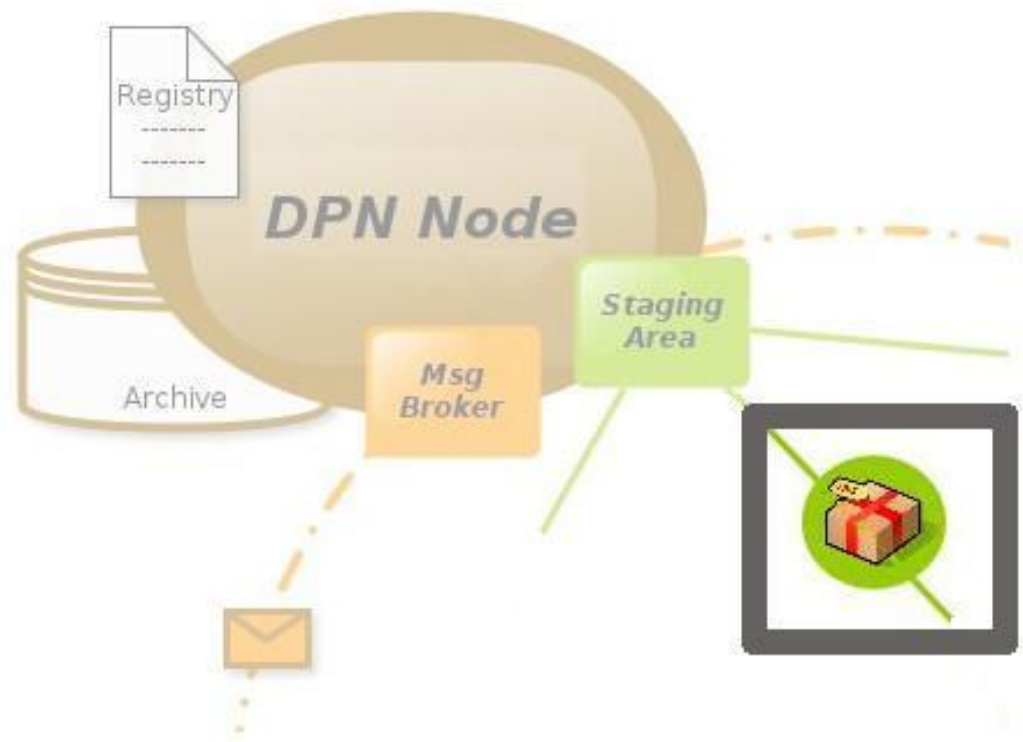 Registry
-------
-------
DPN Node
Staging
Area
Msg
Broker
Archive